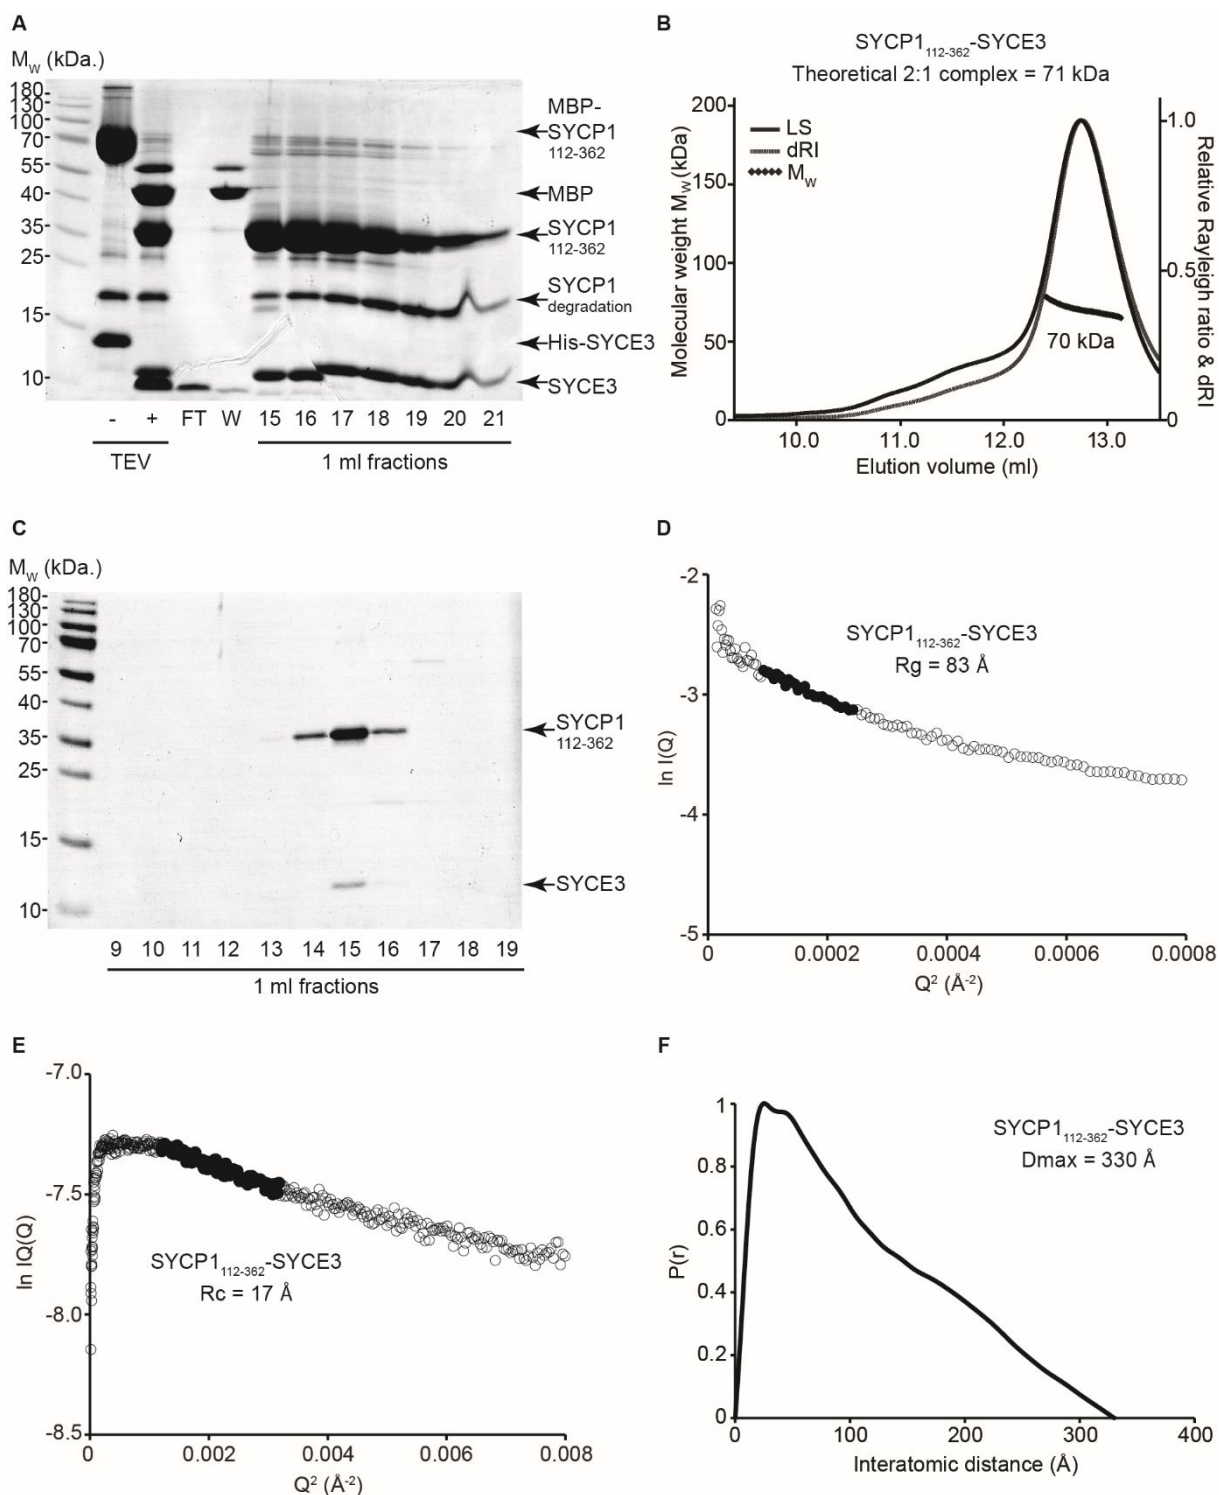 A
M_W (kDa.)
180-
130-
100-
70-
55-
40-
35-
25-
15-
10-
MBP-
SYCP1
112-362
MBP
SYCP1
112-362
SYCP1
degradation
His-SYCE3
SYCE3
- + FT W 15 16 17 18 19 20 21
TEV 1 ml fractions
B
SYCP1₁₁₂₋₃₆₂-SYCE3
Theoretical 2:1 complex = 71 kDa
Molecular weight M_W(kDa)
200
150
100
50
0
LS
dRI
M_W
70 kDa
1.0
0.5
0
Relative Rayleigh ratio & dRI
10.0 11.0 12.0 13.0
Elution volume (ml)
C
M_W (kDa.)
180-
130-
100-
70-
55-
40-
35-
25-
15-
10-
SYCP1
112-362
SYCE3
9 10 11 12 13 14 15 16 17 18 19
1 ml fractions
D
ln I(Q)
-2
-3
-4
-5
SYCP1₁₁₂₋₃₆₂-SYCE3
Rg = 83 Å
0 0.0002 0.0004 0.0006 0.0008
Q² (Å⁻²)
E
ln IQ(Q)
-7.0
-7.5
-8.0
-8.5
SYCP1₁₁₂₋₃₆₂-SYCE3
Rc = 17 Å
0 0.002 0.004 0.006 0.008
Q² (Å⁻²)
F
P(r)
1
0.8
0.6
0.4
0.2
0
SYCP1₁₁₂₋₃₆₂-SYCE3
Dmax = 330 Å
0 100 200 300 400
Interatomic distance (Å)